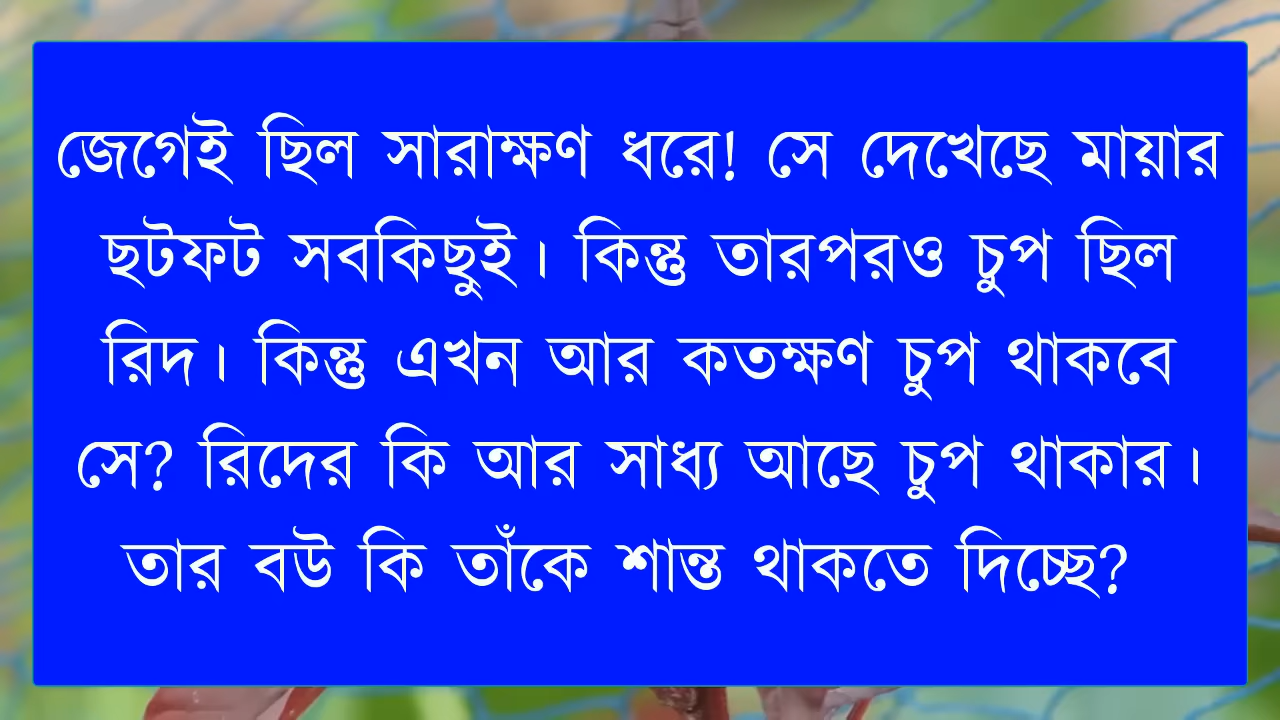 জেগেই ছিল সারাক্ষণ ধরে! সে দেখেছে মায়ার
ছটফট সবকিছুই। কিন্তু তারপরও চুপ ছিল
রিদ। কিন্তু এখন আর কতক্ষণ চুপ থাকবে
সে? রিদের কি আর সাধ্য আছে চুপ থাকার।
তার বউ কি তাঁকে শান্ত থাকতে দিচ্ছে?